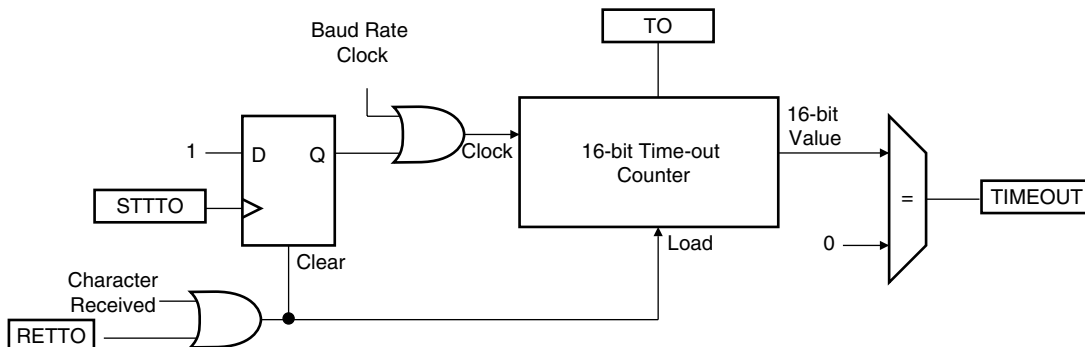 TO
Baud Rate
Clock
16-bit
Value
1
D
Q
Clock
16-bit Time-out
Counter
STTTO
=
TIMEOUT
Clear
Load
0
Character
Received
RETTO